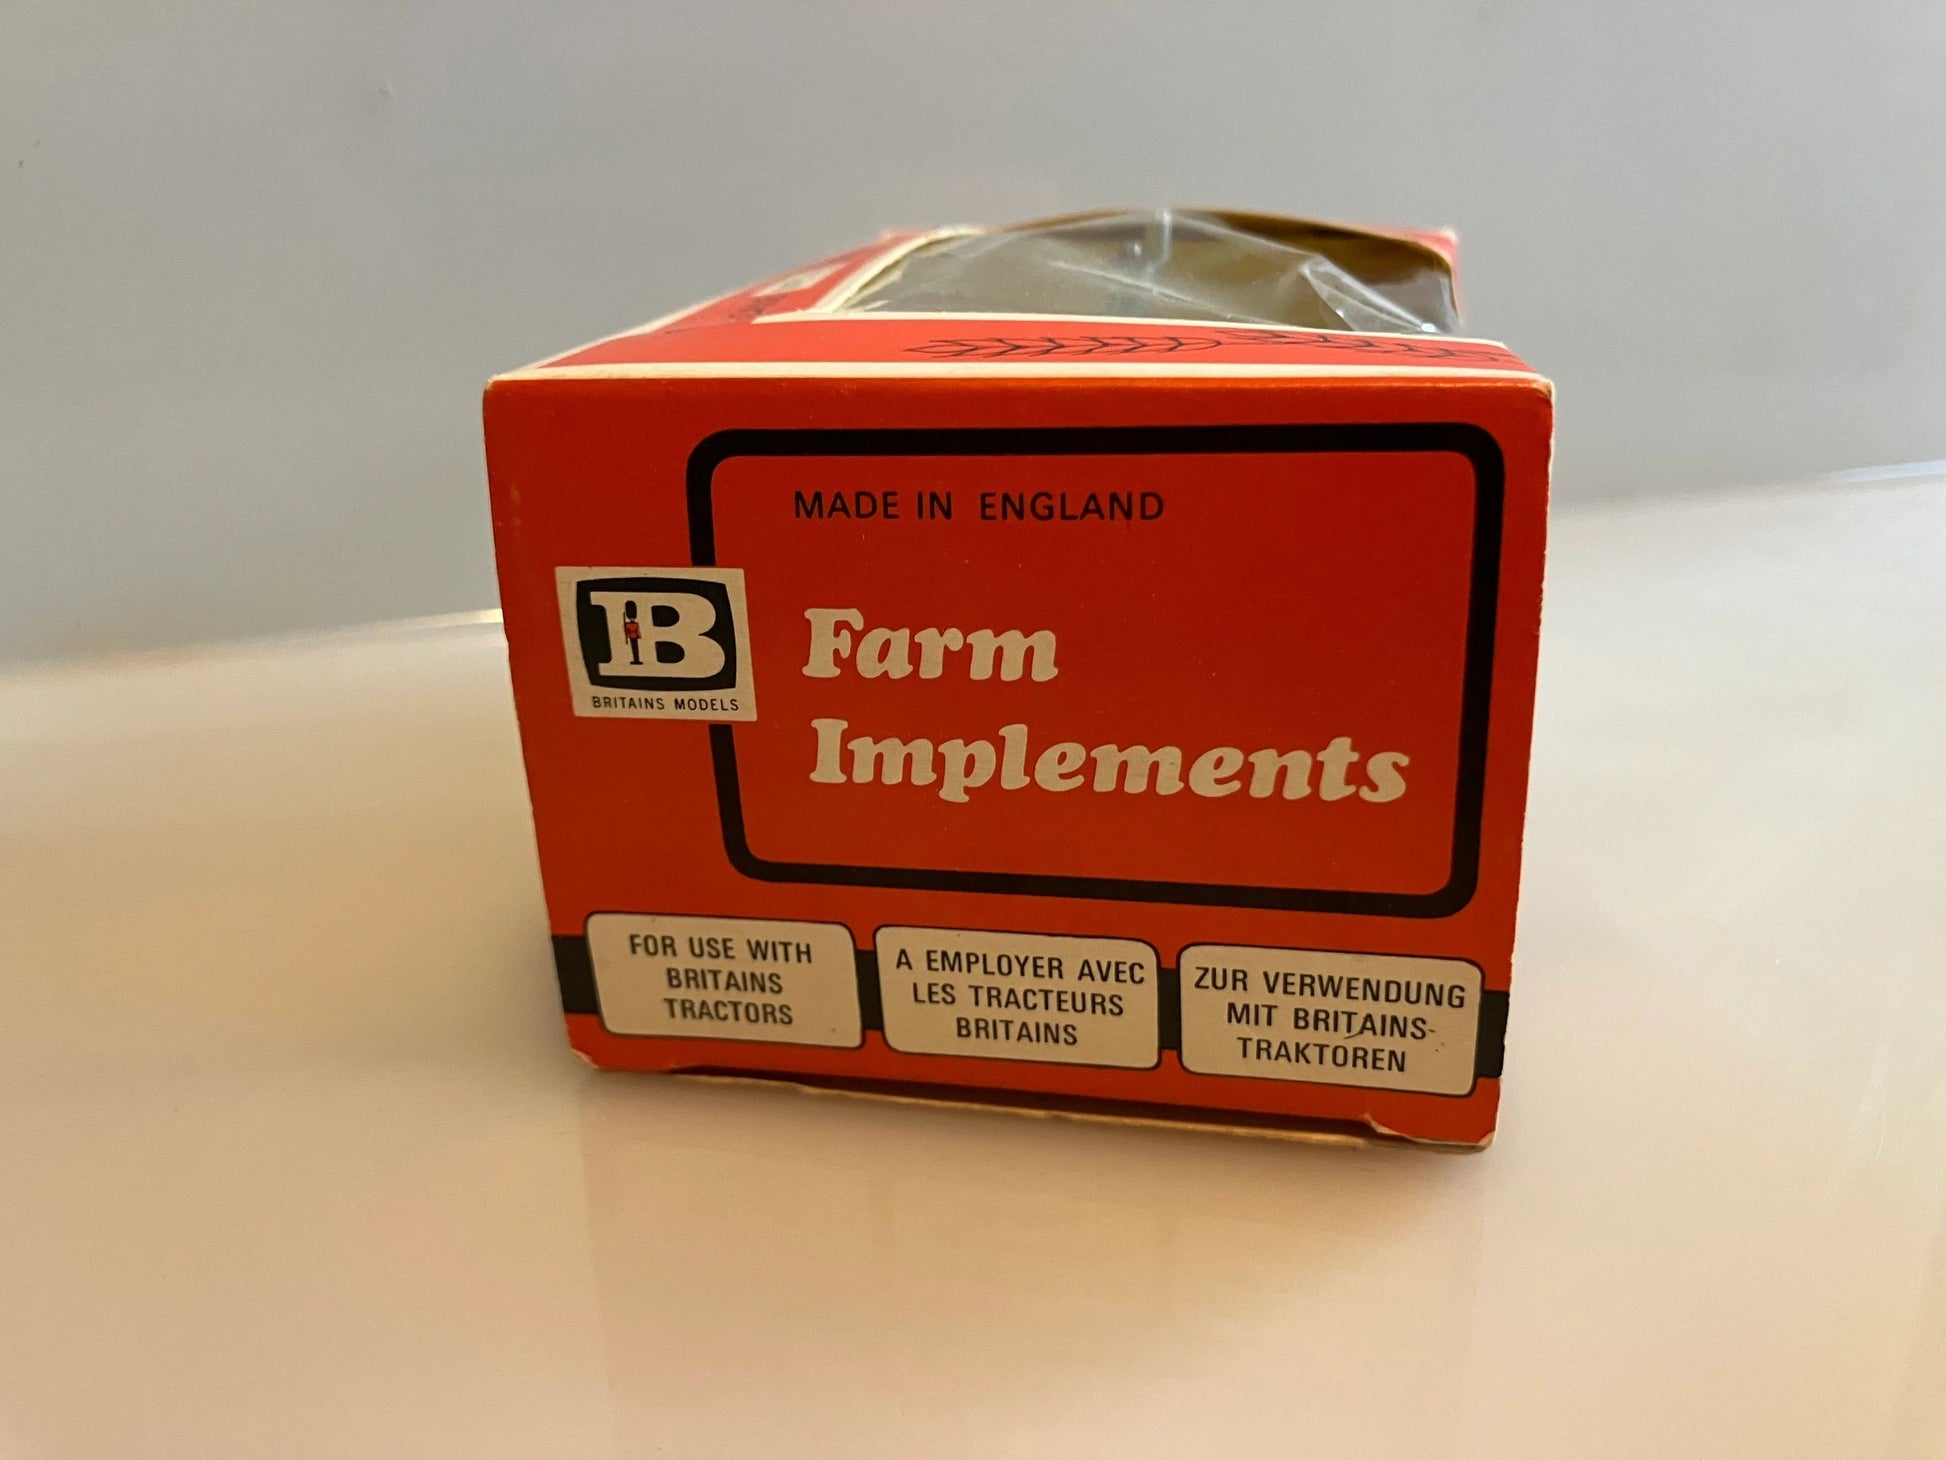 MADE IN ENGLAND
B
BRITAINS MODELS
Farm
Implements
FOR USE WITH
BRITAINS
TRACTORS
A EMPLOYER AVEC
LES TRACTEURS
BRITAINS
ZUR VERWENDUNG
MIT BRITAINS-
TRAKTOREN